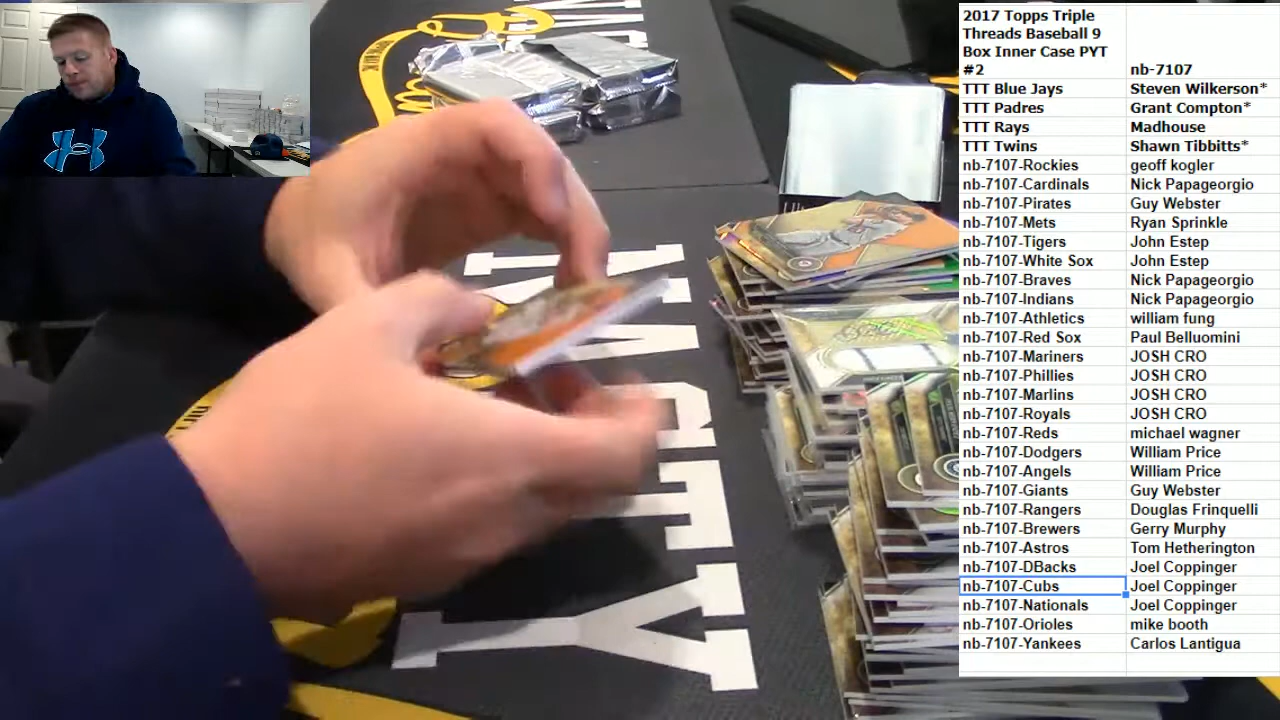 2017 Topps Triple
Threads Baseball 9
Box Inner Case PYT
#2 nb-7107
TTT Blue Jays Steven Wilkerson*
TTT Padres Grant Compton*
TTT Rays Madhouse
TTT Twins Shawn Tibbitts*
nb-7107-Rockies geoff kogler
nb-7107-Cardinals Nick Papageorgio
nb-7107-Pirates Guy Webster
nb-7107-Mets Ryan Sprinkle
nb-7107-Tigers John Estep
nb-7107-White Sox John Estep
nb-7107-Braves Nick Papageorgio
nb-7107-Indians Nick Papageorgio
nb-7107-Athletics william fung
nb-7107-Red Sox Paul Belluomini
nb-7107-Mariners JOSH CRO
nb-7107-Phillies JOSH CRO
nb-7107-Marlins JOSH CRO
nb-7107-Royals JOSH CRO
nb-7107-Reds michael wagner
nb-7107-Dodgers William Price
nb-7107-Angels William Price
nb-7107-Giants Guy Webster
nb-7107-Rangers Douglas Frinquelli
nb-7107-Brewers Gerry Murphy
nb-7107-Astros Tom Hetherington
nb-7107-DBacks Joel Coppinger
nb-7107-Cubs Joel Coppinger
nb-7107-Nationals Joel Coppinger
nb-7107-Orioles mike booth
nb-7107-Yankees Carlos Lantigua